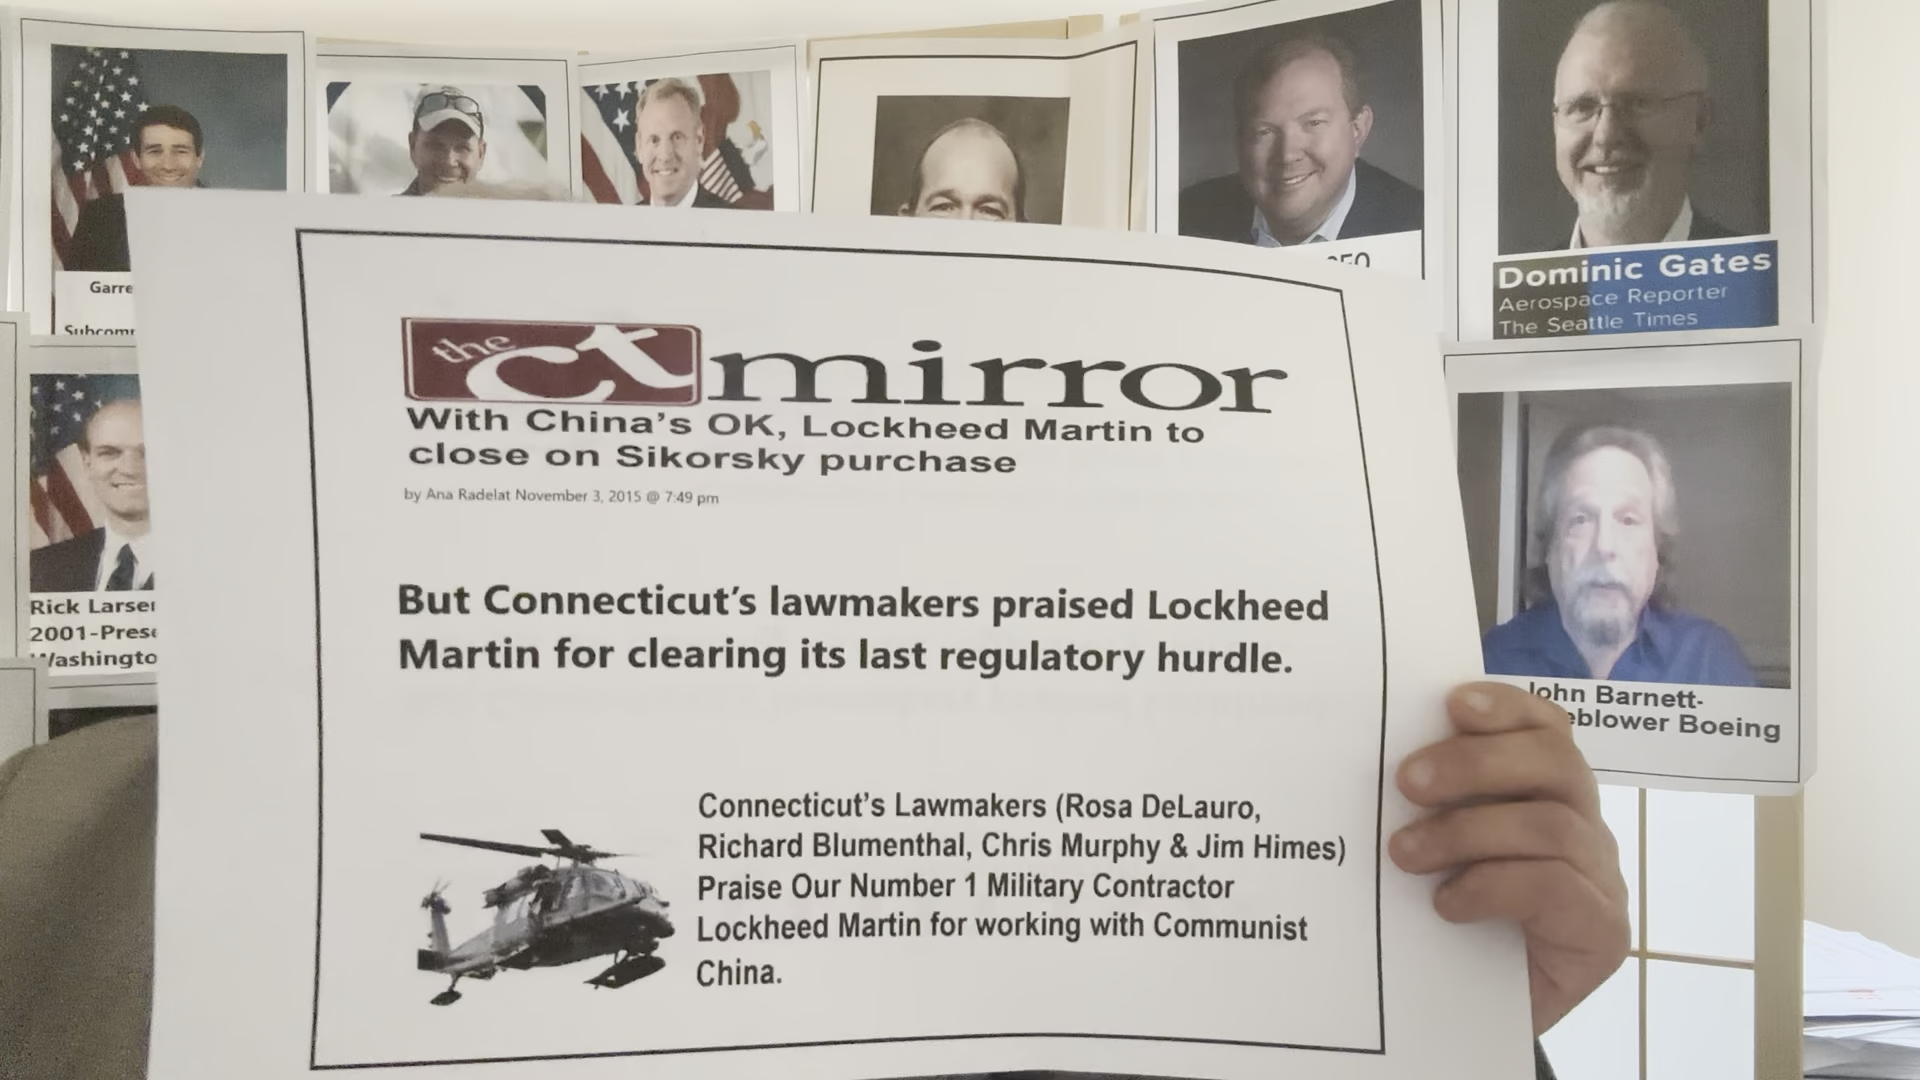 Garre
Subcomm
Rick Larse
2001-Pres
Washingto
Dominic Gates
Aerospace Reporter
The Seattle Times
John Barnett-
eblower Boeing
the ct mirror
With China's OK, Lockheed Martin to
close on Sikorsky purchase
by Ana Radelat November 3, 2015 @ 7:49 pm
But Connecticut's lawmakers praised Lockheed
Martin for clearing its last regulatory hurdle.
Connecticut's Lawmakers (Rosa DeLauro,
Richard Blumenthal, Chris Murphy & Jim Himes)
Praise Our Number 1 Military Contractor
Lockheed Martin for working with Communist
China.